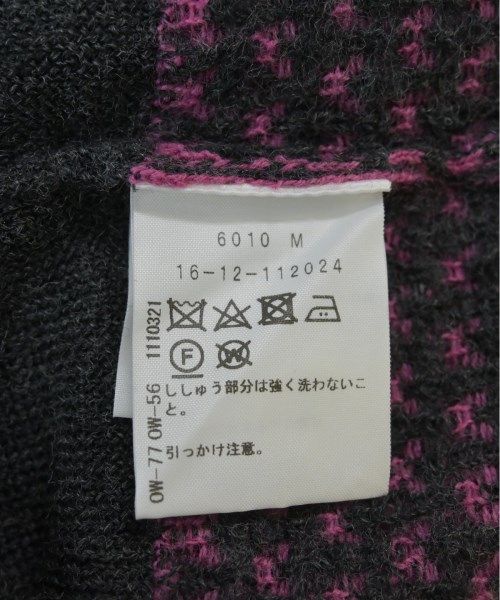 6010 M
16-12-112024
F W
ししゅう部分は強く洗わないこ
と。
引っかけ注意。
OW-77 OW-56 1110321